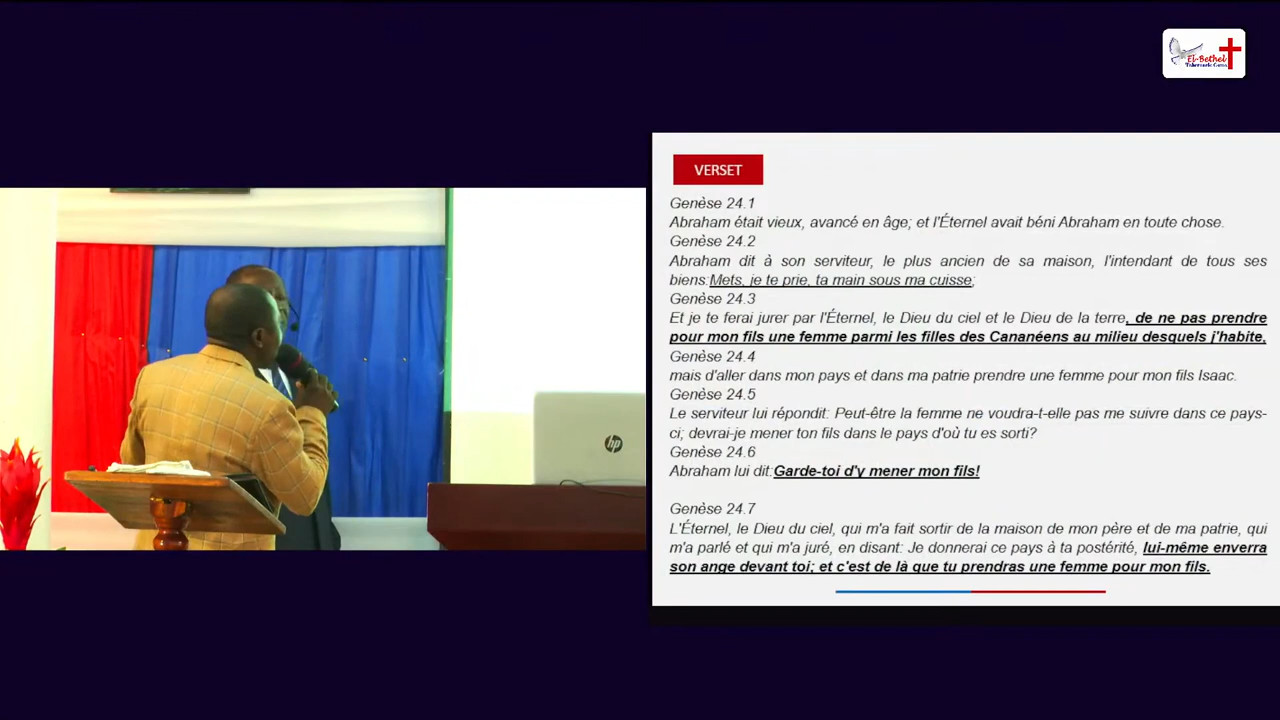 El-Bethel
VERSET
Genèse 24.1
Abraham était vieux, avancé en âge; et l'Éternel avait béni Abraham en toute chose.
Genèse 24.2
Abraham dit à son serviteur, le plus ancien de sa maison, l'intendant de tous ses
biens:Mets, je te prie, ta main sous ma cuisse;
Genèse 24.3
Et je te ferai jurer par l'Éternel, le Dieu du ciel et le Dieu de la terre, de ne pas prendre
pour mon fils une femme parmi les filles des Cananéens au milieu desquels j'habite,
Genèse 24.4
mais d'aller dans mon pays et dans ma patrie prendre une femme pour mon fils Isaac.
Genèse 24.5
Le serviteur lui répondit: Peut-être la femme ne voudra-t-elle pas me suivre dans ce pays-
ci; devrai-je mener ton fils dans le pays d'où tu es sorti?
Genèse 24.6
Abraham lui dit:Garde-toi d'y mener mon fils!
Genèse 24.7
L'Éternel, le Dieu du ciel, qui m'a fait sortir de la maison de mon père et de ma patrie, qui
m'a parlé et qui m'a juré, en disant: Je donnerai ce pays à ta postérité, lui-même enverra
son ange devant toi; et c'est de là que tu prendras une femme pour mon fils.
hp